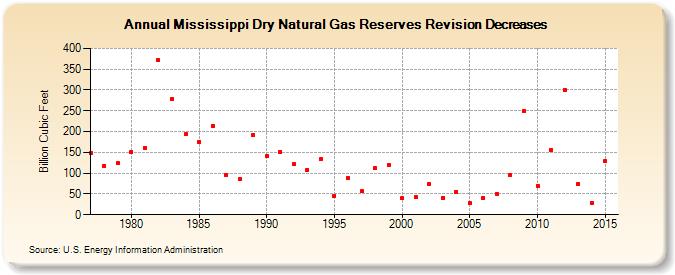 Annual Mississippi Dry Natural Gas Reserves Revision Decreases
Billion Cubic Feet
400
350
300
250
200
150
100
50
0
1980 1985 1990 1995 2000 2005 2010 2015
Source: U.S. Energy Information Administration